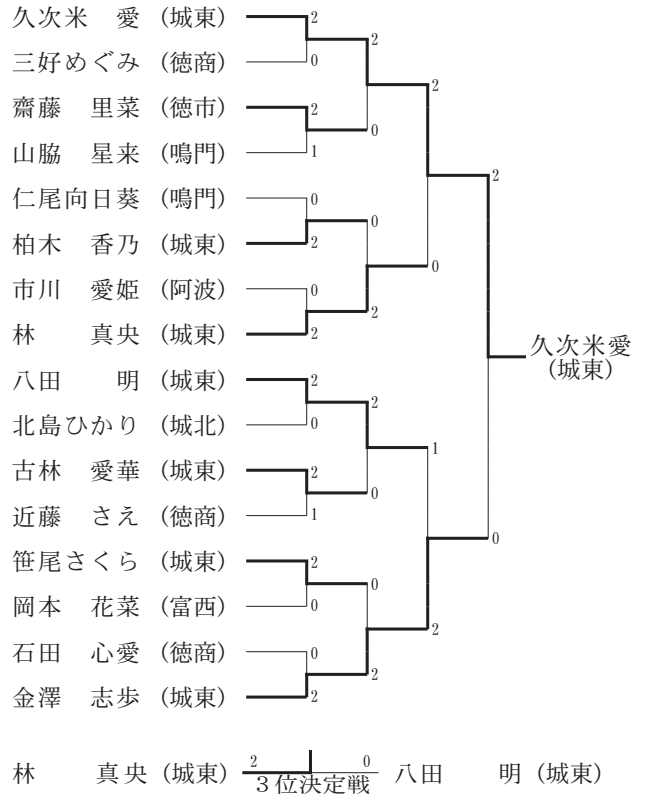 久次米　愛（城東）
2
2
三好めぐみ（徳商）
0
2
齋藤　里菜（徳市）
2
0
山脇　星来（鳴門）
1
2
仁尾向日葵（鳴門）
0
0
柏木　香乃（城東）
2
0
市川　愛姫（阿波）
0
2
林　　真央（城東）
2
久次米愛
（城東）
八田　　明（城東）
2
2
北島ひかり（城北）
0
1
古林　愛華（城東）
2
0
近藤　さえ（徳商）
1
0
笹尾さくら（城東）
2
0
岡本　花菜（富西）
0
2
石田　心愛（徳商）
0
2
金澤　志歩（城東）
2
林　　真央（城東）　2　3位決定戦　0　八田　　明（城東）